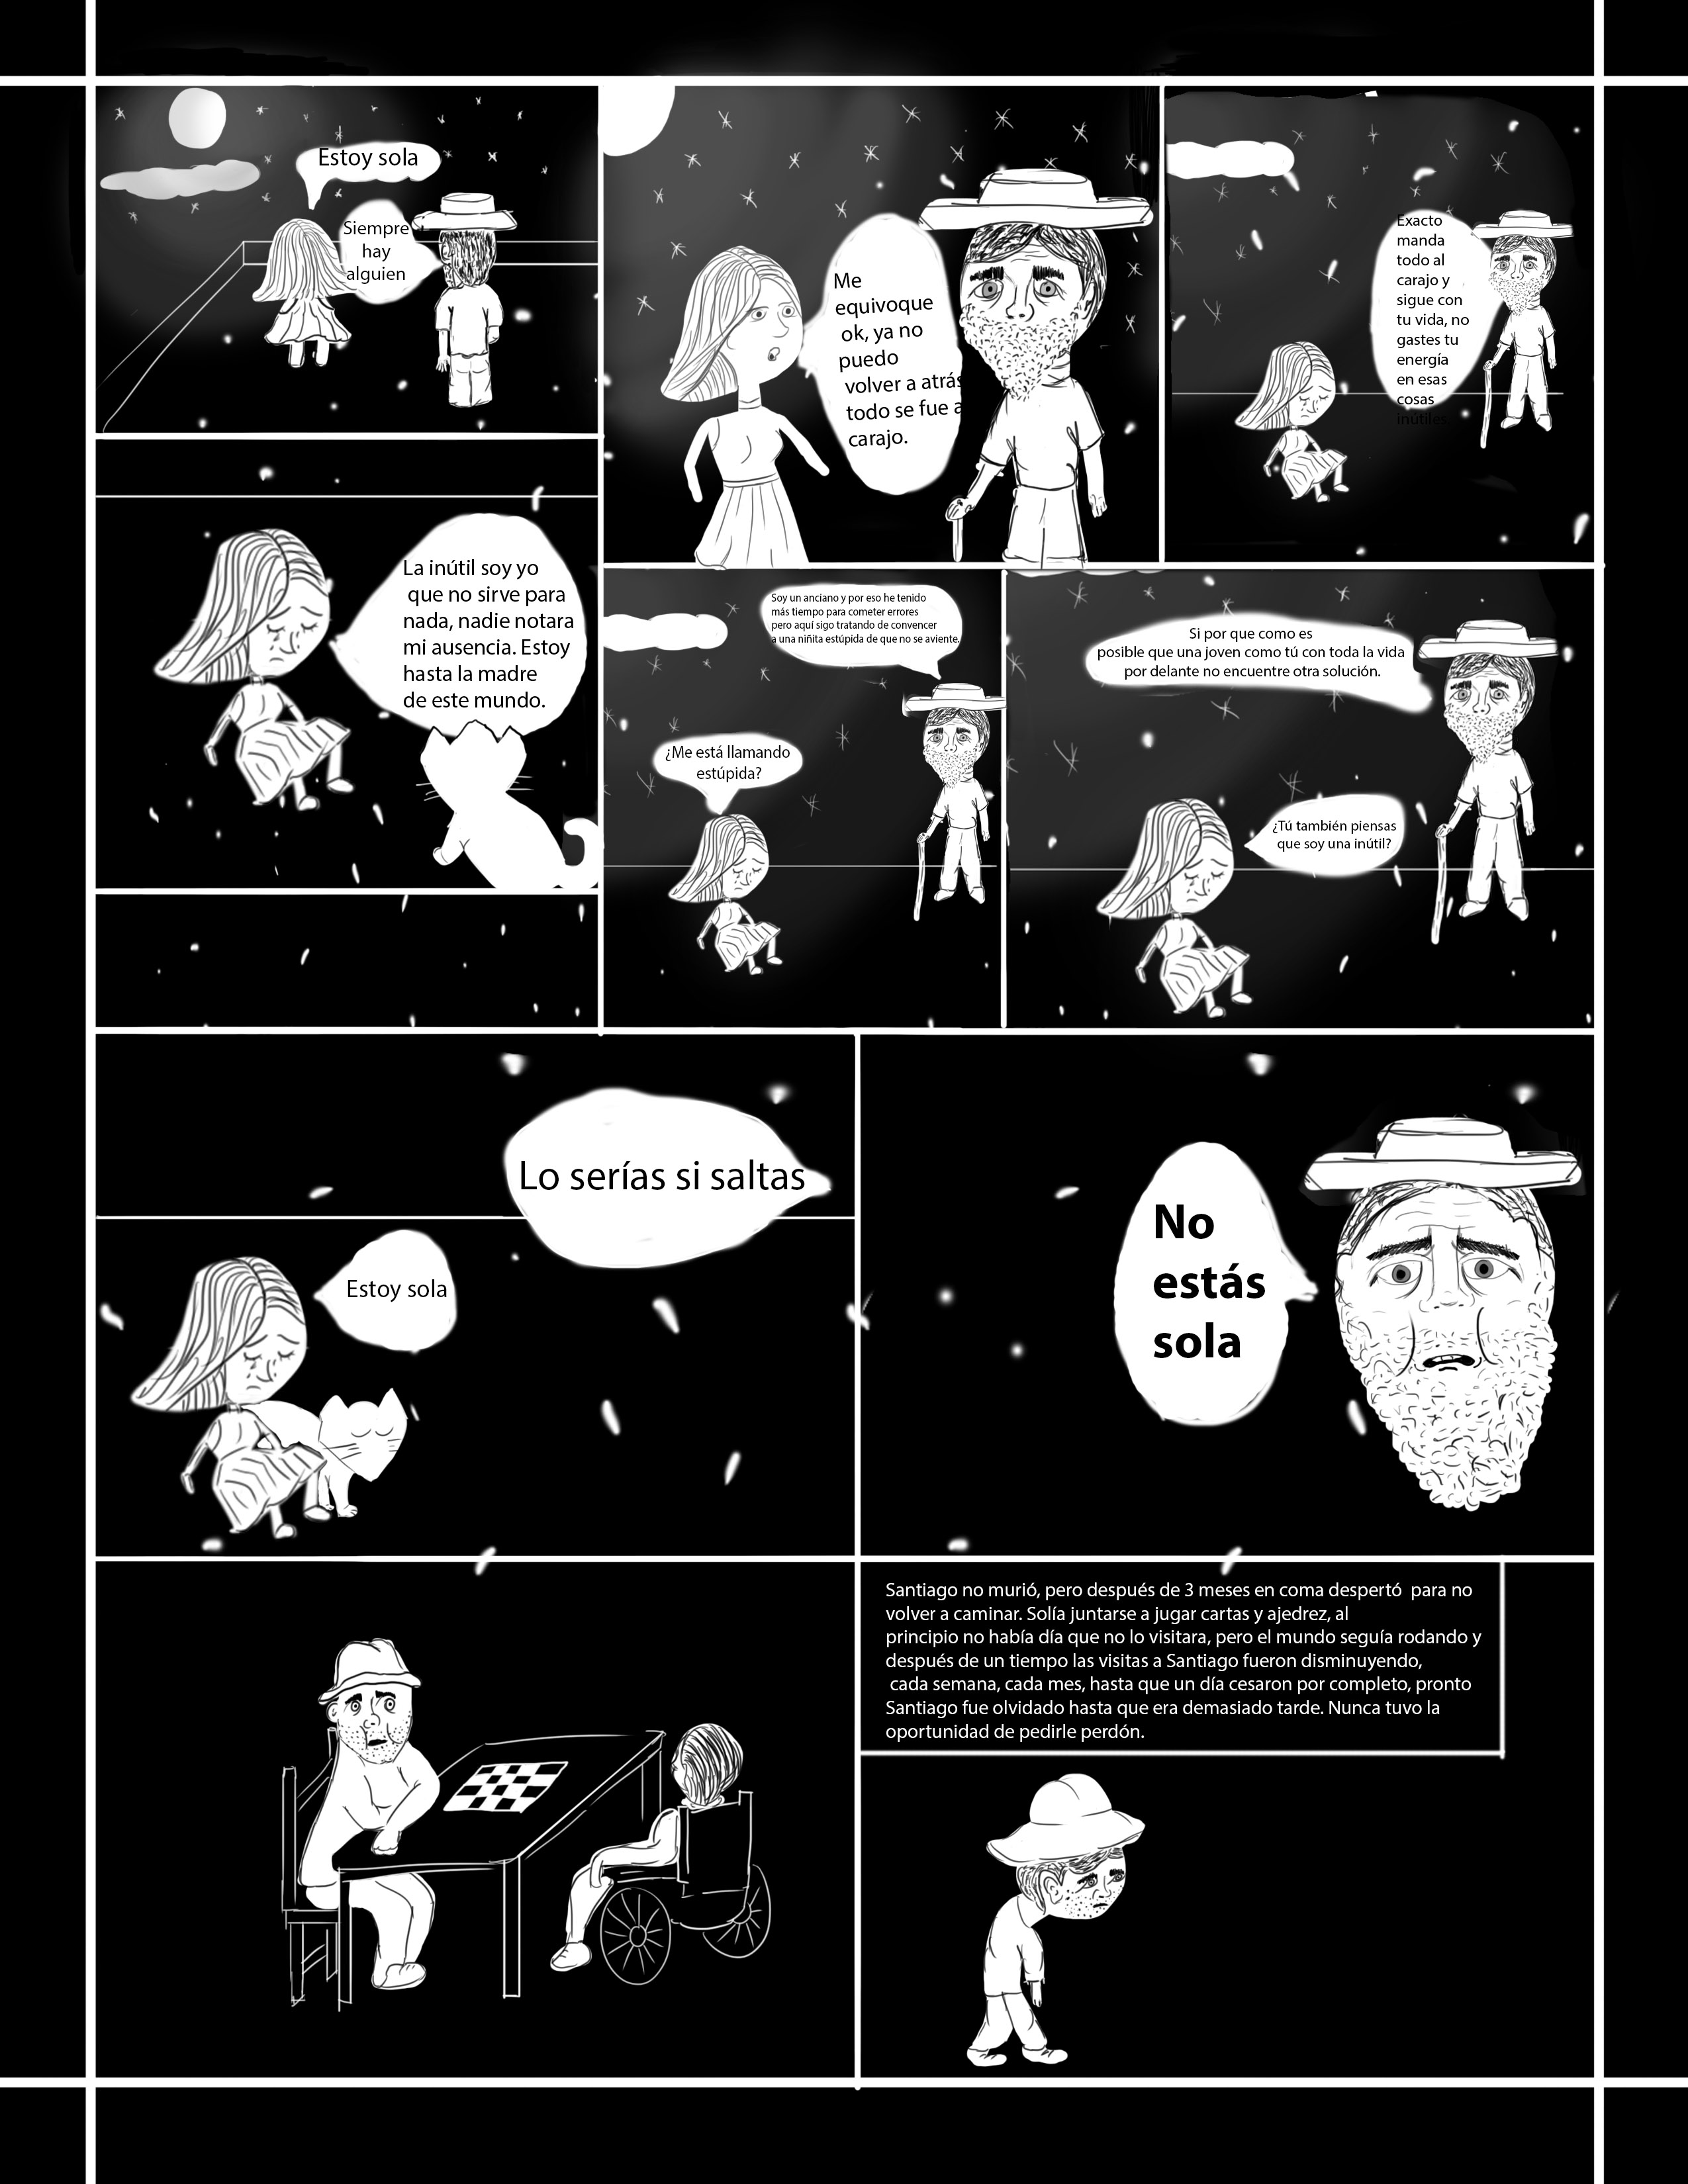 Estoy sola
Siempre
hay
alguien
Me
equivoque
ok, ya no
puedo
volver a atrás
todo se fue a
carajo.
Exacto
manda
todo al
carajo y
sigue con
tu vida, no
gastes tu
energía
en esas
cosas
inútiles
La inútil soy yo
que no sirve para
nada, nadie notara
mi ausencia. Estoy
hasta la madre
de este mundo.
Soy un anciano y por eso he tenido
más tiempo para cometer errores
pero aquí sigo tratando de convencer
a una niñita estúpida de que no se aviente.
¿Me está llamando
estúpida?
Si por que como es
posible que una joven como tú con toda la vida
por delante no encuentre otra solución.
¿Tú también piensas
que soy una inútil?
Lo serías si saltas
Estoy sola
No
estás
sola
Santiago no murió, pero después de 3 meses en coma despertó para no
volver a caminar. Solía juntarse a jugar cartas y ajedrez, al
principio no había día que no lo visitara, pero el mundo seguía rodando y
después de un tiempo las visitas a Santiago fueron disminuyendo,
cada semana, cada mes, hasta que un día cesaron por completo, pronto
Santiago fue olvidado hasta que era demasiado tarde. Nunca tuvo la
oportunidad de pedirle perdón.